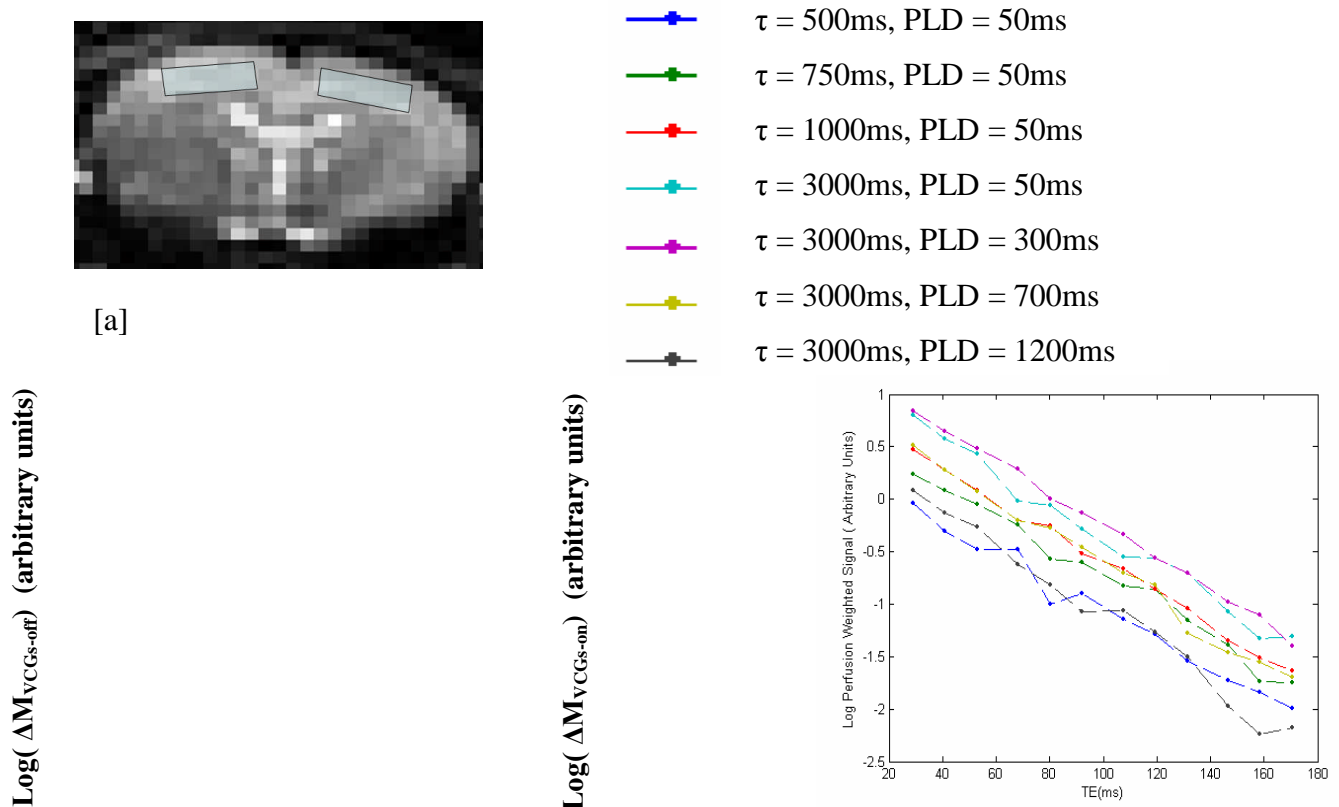 τ = 500ms, PLD = 50ms
τ = 750ms, PLD = 50ms
τ = 1000ms, PLD = 50ms
τ = 3000ms, PLD = 50ms
τ = 3000ms, PLD = 300ms
τ = 3000ms, PLD = 700ms
τ = 3000ms, PLD = 1200ms
[a]
Log( ΔMVCGs-off) (arbitrary units)
Log( ΔMVCGs-on) (arbitrary units)
Log Perfusion Weighted Signal ( Arbitrary Units)
1
0.5
0
-0.5
-1
-1.5
-2
-2.5
20 40 60 80 100 120 140 160 180
TE(ms)